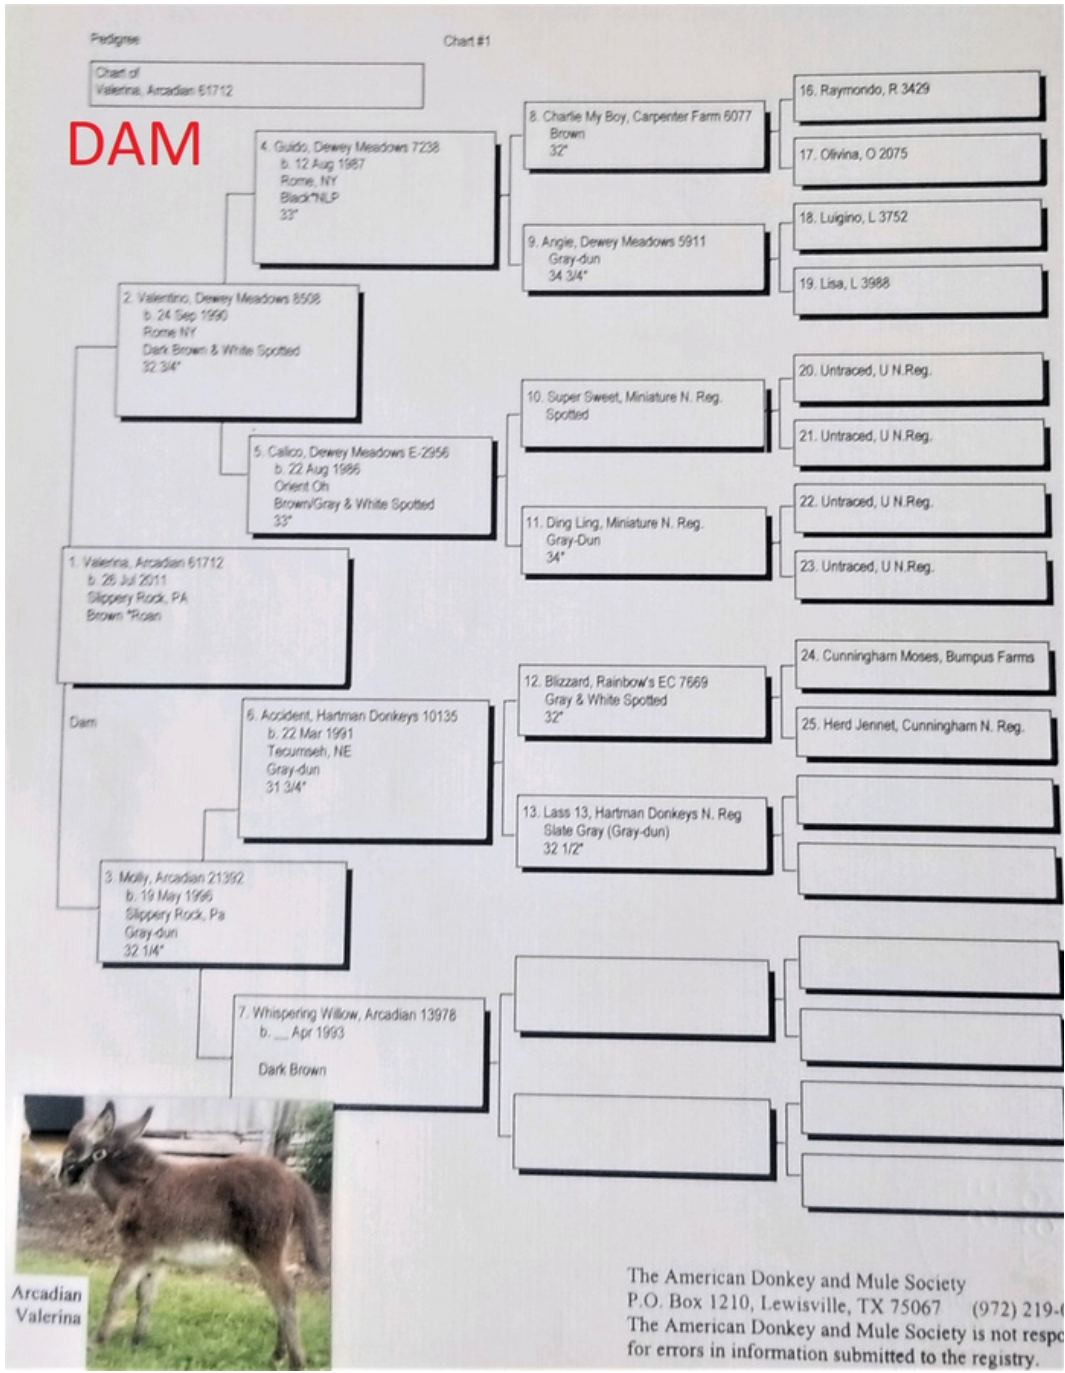 Pedigree
Chart #1
Chart of
Valerina, Arcadian 61712
DAM
1. Valerina, Arcadian 61712
b. 26 Jul 2011
Slippery Rock, PA
Brown *Roan
2. Valentino, Dewey Meadows 8508
b. 24 Sep 1990
Rome NY
Dark Brown & White Spotted
32 3/4"
Dam
3. Molly, Arcadian 21392
b. 19 May 1996
Slippery Rock, Pa
Gray-dun
32 1/4"
4. Guido, Dewey Meadows 7238
b. 12 Aug 1987
Rome, NY
Black*NLP
33"
5. Calico, Dewey Meadows E-2956
b. 22 Aug 1986
Orient Oh
Brown/Gray & White Spotted
33"
6. Accident, Hartman Donkeys 10135
b. 22 Mar 1991
Tecumseh, NE
Gray-dun
31 3/4"
7. Whispering Willow, Arcadian 13978
b. __ Apr 1993
Dark Brown
8. Charlie My Boy, Carpenter Farm 6077
Brown
32"
9. Angie, Dewey Meadows 5911
Gray-dun
34 3/4"
10. Super Sweet, Miniature N. Reg.
Spotted
11. Ding Ling, Miniature N. Reg.
Gray-Dun
34"
12. Blizzard, Rainbow's EC 7669
Gray & White Spotted
32"
13. Lass 13, Hartman Donkeys N. Reg
Slate Gray (Gray-dun)
32 1/2"
16. Raymondo, R 3429
17. Olivina, O 2075
18. Luigino, L 3752
19. Lisa, L 3988
20. Untraced, U N.Reg.
21. Untraced, U N.Reg.
22. Untraced, U N.Reg.
23. Untraced, U N.Reg.
24. Cunningham Moses, Bumpus Farms
25. Herd Jennet, Cunningham N. Reg.
Arcadian
Valerina
The American Donkey and Mule Society
P.O. Box 1210, Lewisville, TX 75067 (972) 219-
The American Donkey and Mule Society is not respo
for errors in information submitted to the registry.